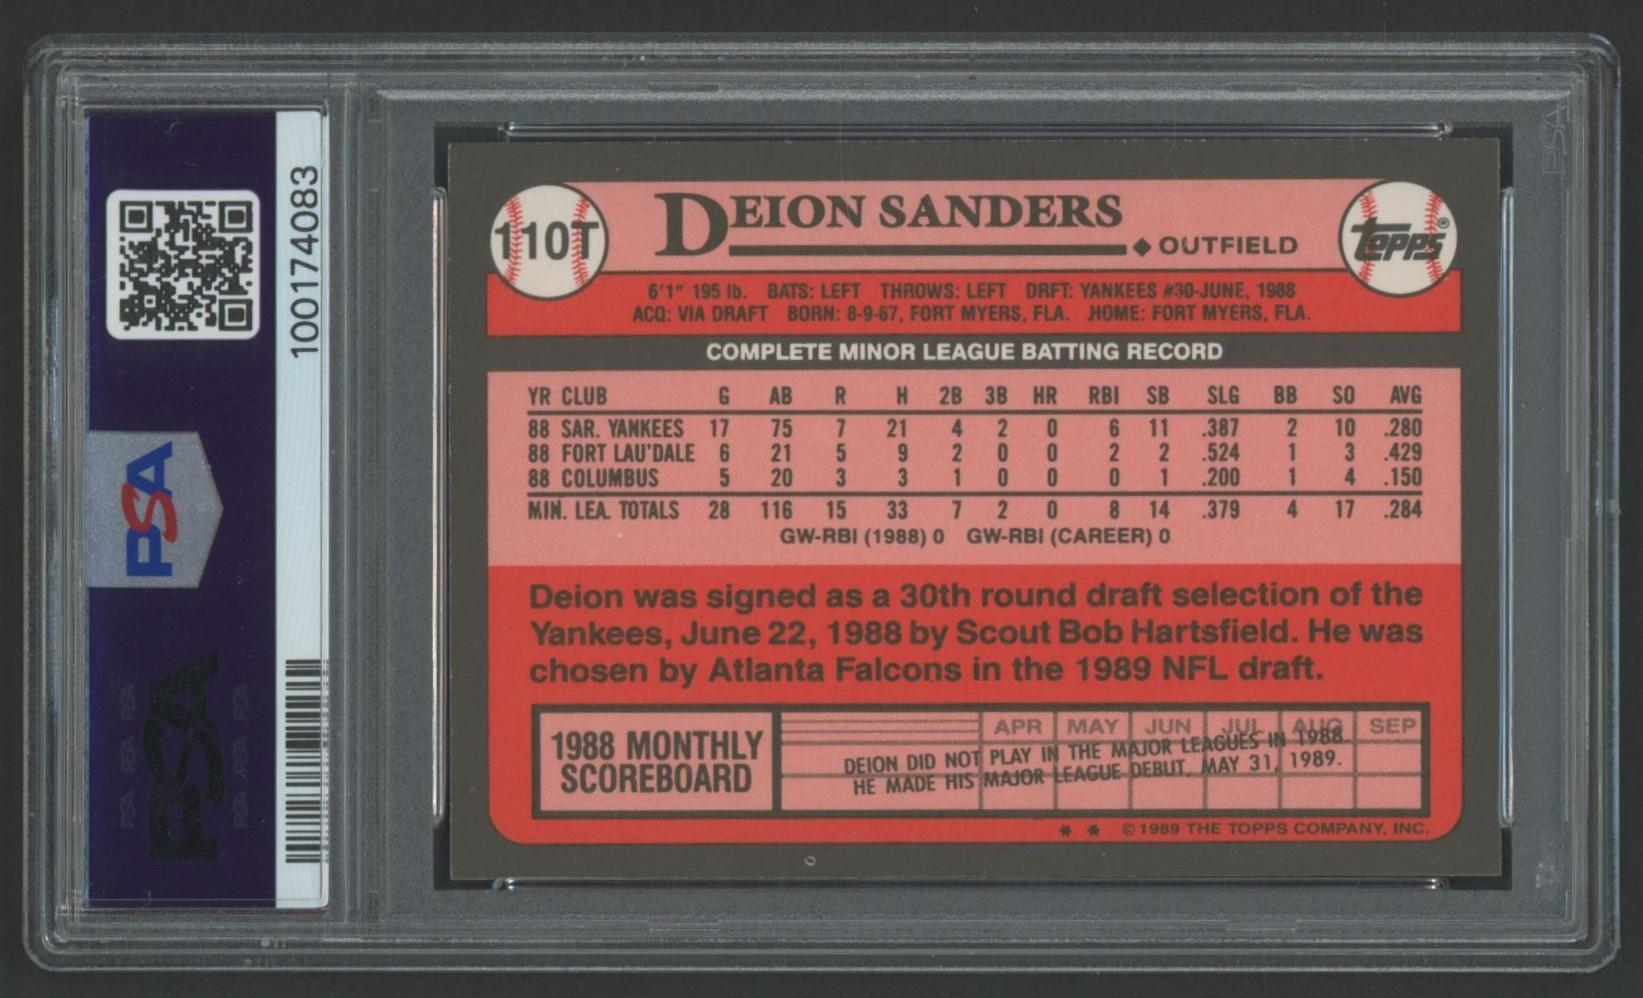 100174083
PSA
PSA
PSA PSA PSA
PSA PSA PSA
PSA
110T
DEION SANDERS
◆ OUTFIELD
topps®
6'1" 195 lb. BATS: LEFT THROWS: LEFT DRFT: YANKEES #30-JUNE, 1988
ACQ: VIA DRAFT BORN: 8-9-67, FORT MYERS, FLA. HOME: FORT MYERS, FLA.
COMPLETE MINOR LEAGUE BATTING RECORD
YR CLUB G AB R H 2B 3B HR RBI SB SLG BB SO AVG
88 SAR. YANKEES 17 75 7 21 4 2 0 6 11 .387 2 10 .280
88 FORT LAU'DALE 6 21 5 9 2 0 0 2 2 .524 1 3 .429
88 COLUMBUS 5 20 3 3 1 0 0 0 1 .200 1 4 .150
MIN. LEA. TOTALS 28 116 15 33 7 2 0 8 14 .379 4 17 .284
GW-RBI (1988) 0 GW-RBI (CAREER) 0
Deion was signed as a 30th round draft selection of the
Yankees, June 22, 1988 by Scout Bob Hartsfield. He was
chosen by Atlanta Falcons in the 1989 NFL draft.
1988 MONTHLY
SCOREBOARD
APR MAY JUN JUL AUG SEP
DEION DID NOT PLAY IN THE MAJOR LEAGUES IN 1988.
HE MADE HIS MAJOR LEAGUE DEBUT, MAY 31, 1989.
* * ©1989 THE TOPPS COMPANY, INC.